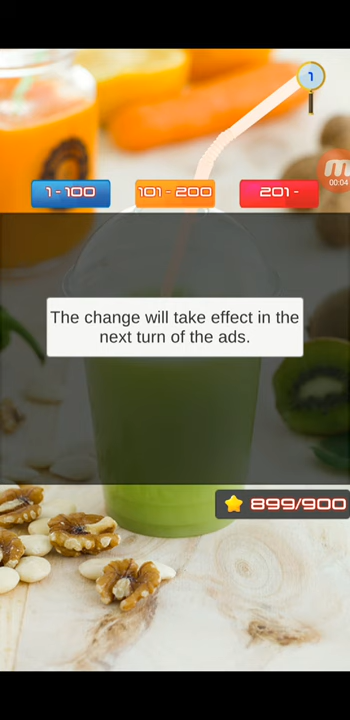 1
00:04
1 - 100
101 - 200
201 -
The change will take effect in the
next turn of the ads.
899/900